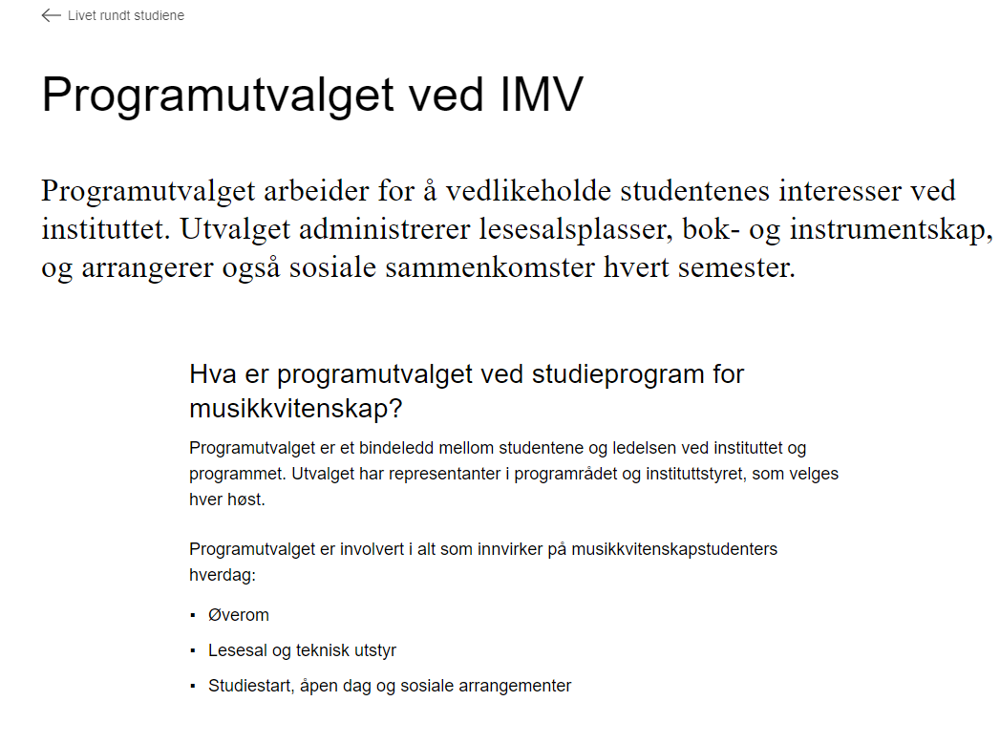 Livet rundt studiene
Programutvalget ved IMV
Programutvalget arbeider for å vedlikeholde studentenes interesser ved
instituttet. Utvalget administrerer lesesalsplasser, bok- og instrumentskap,
og arrangerer også sosiale sammenkomster hvert semester.
Hva er programutvalget ved studieprogram for
musikkvitenskap?
Programutvalget er et bindeledd mellom studentene og ledelsen ved instituttet og
programmet. Utvalget har representanter i programrådet og instituttstyret, som velges
hver høst.
Programutvalget er involvert i alt som innvirker på musikkvitenskapstudenters
hverdag:
▪ Øverom
▪ Lesesal og teknisk utstyr
▪ Studiestart, åpen dag og sosiale arrangementer